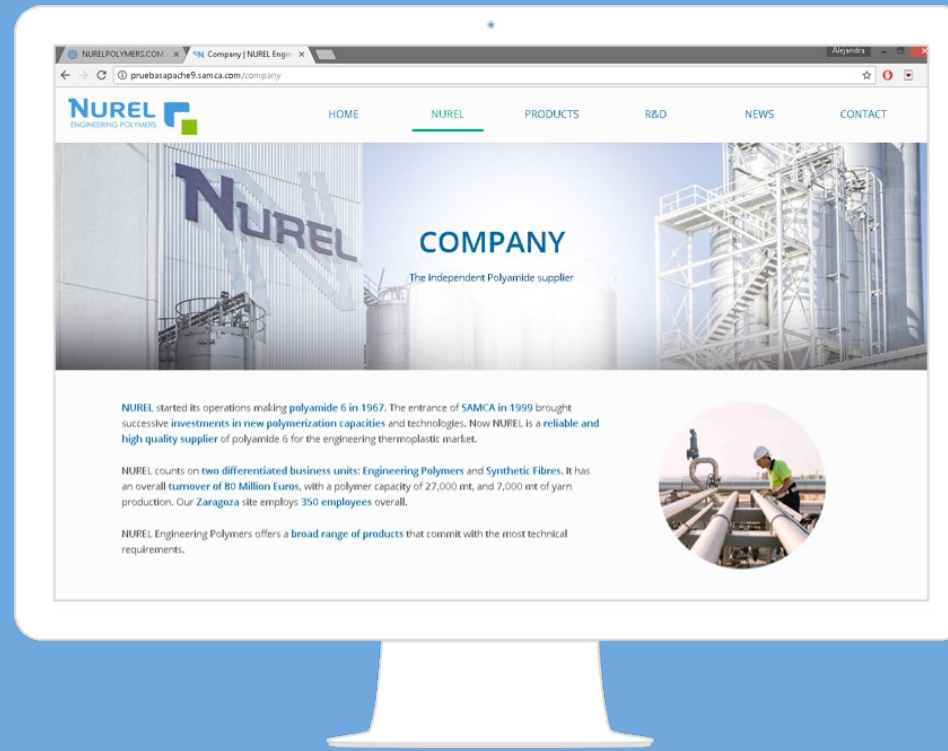 NURELPOLYMERS.COM
Company | NUREL Engin
Alejandra
pruebasapache9.samca.com/company
NUREL
ENGINEERING POLYMERS
HOME NUREL PRODUCTS R&D NEWS CONTACT
NUREL
COMPANY
The independent Polyamide supplier
NUREL started its operations making polyamide 6 in 1967. The entrance of SAMCA in 1999 brought
successive investments in new polymerization capacities and technologies. Now NUREL is a reliable and
high quality supplier of polyamide 6 for the engineering thermoplastic market.
NUREL counts on two differentiated business units: Engineering Polymers and Synthetic Fibres. It has
an overall turnover of 80 Million Euros, with a polymer capacity of 27,000 mt, and 7,000 mt of yarn
production. Our Zaragoza site employs 350 employees overall.
NUREL Engineering Polymers offers a broad range of products that commit with the most technical
requirements.